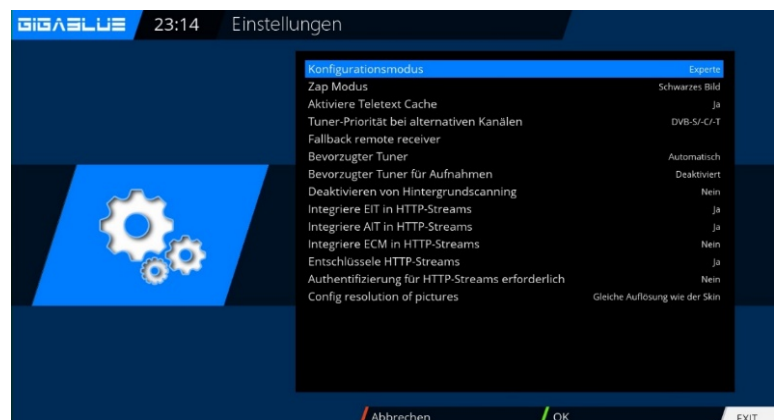 GIGABLUE 23:14 Einstellungen
Konfigurationsmodus Experte
Zap Modus Schwarzes Bild
Aktiviere Teletext Cache Ja
Tuner-Priorität bei alternativen Kanälen DVB-S/-C/-T
Fallback remote receiver
Bevorzugter Tuner Automatisch
Bevorzugter Tuner für Aufnahmen Deaktiviert
Deaktivieren von Hintergrundscanning Nein
Integriere EIT in HTTP-Streams Ja
Integriere AIT in HTTP-Streams Ja
Integriere ECM in HTTP-Streams Nein
Entschlüssele HTTP-Streams Ja
Authentifizierung für HTTP-Streams erforderlich Nein
Config resolution of pictures Gleiche Auflösung wie der Skin
Abbrechen OK EXIT